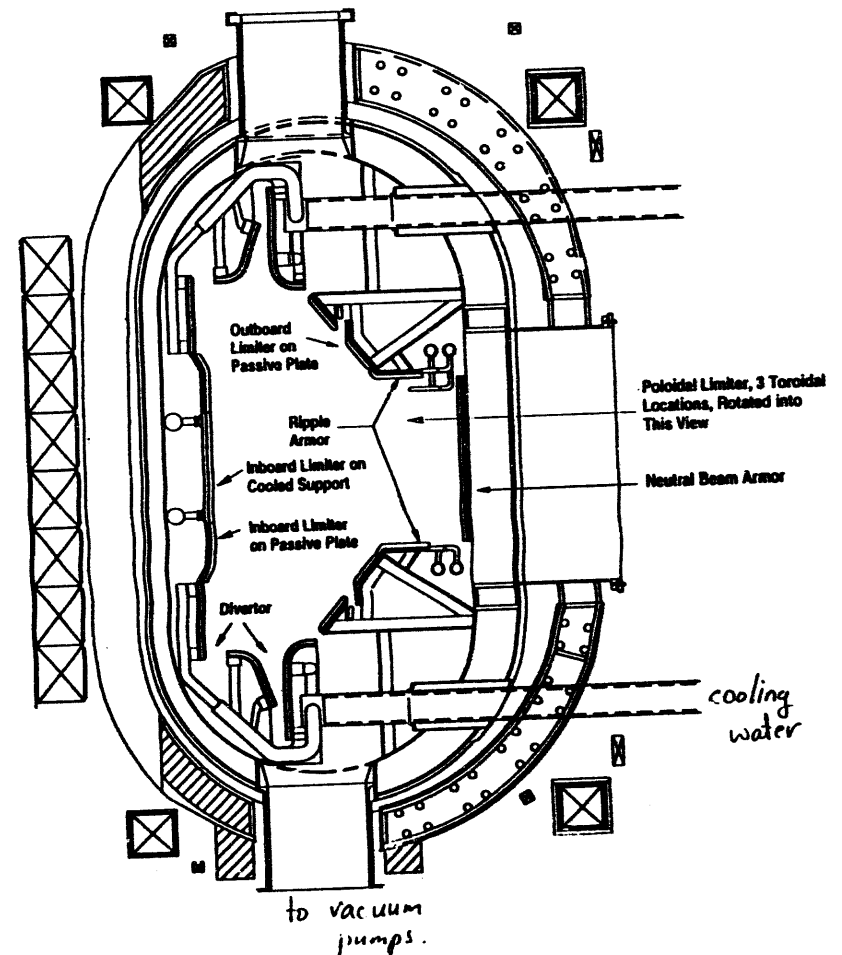 Outboard
Limiter on
Passive Plate
Poloidal Limiter, 3 Toroidal
Locations, Rotated into
This View
Ripple
Armor
Inboard Limiter on
Cooled Support
Neutral Beam Armor
Inboard Limiter
on Passive Plate
Divertor
cooling
water
to vacuum
pumps.